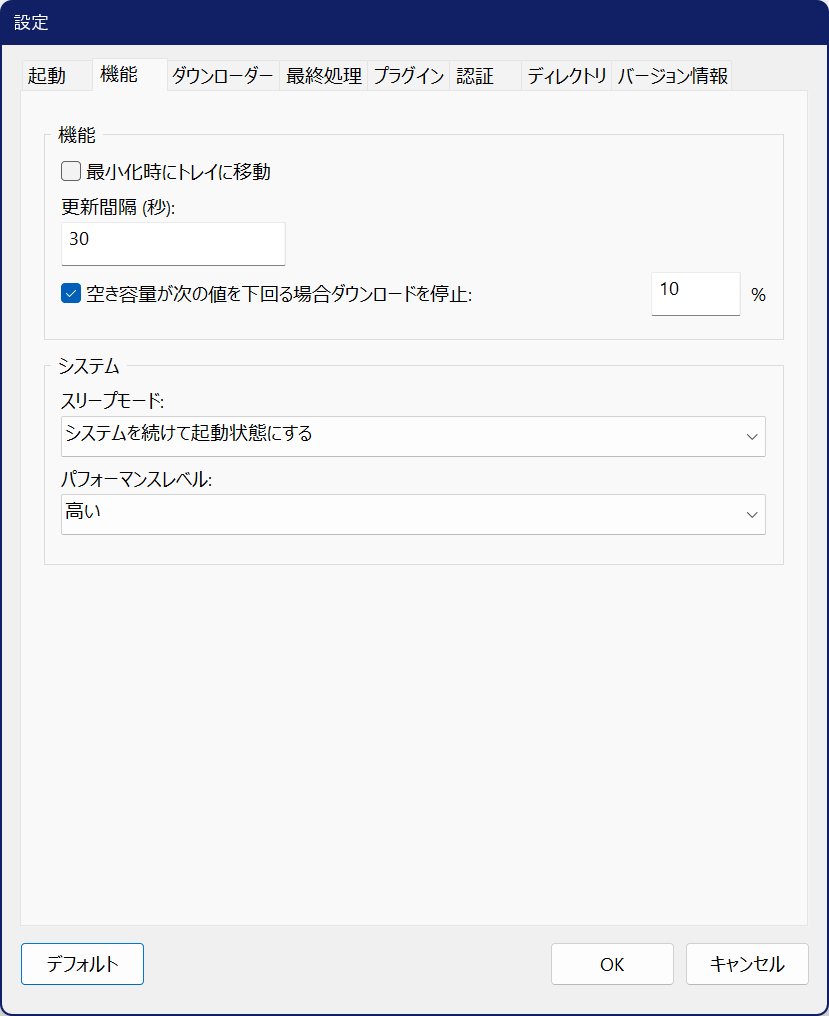 設定
起動 機能 ダウンローダー 最終処理 プラグイン 認証 ディレクトリ バージョン情報
機能
最小化時にトレイに移動
更新間隔 (秒):
30
空き容量が次の値を下回る場合ダウンロードを停止: 10 %
システム
スリープモード:
システムを続けて起動状態にする
パフォーマンスレベル:
高い
デフォルト OK キャンセル